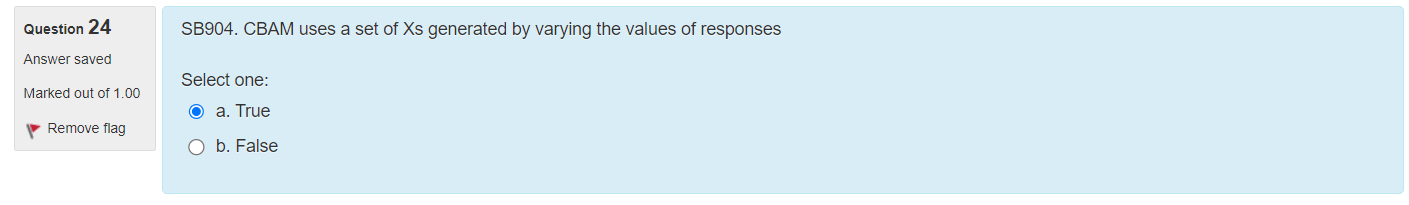 Question 24
Answer saved
Marked out of 1.00
Remove flag
SB904. CBAM uses a set of Xs generated by varying the values of responses
Select one:
a. True
b. False